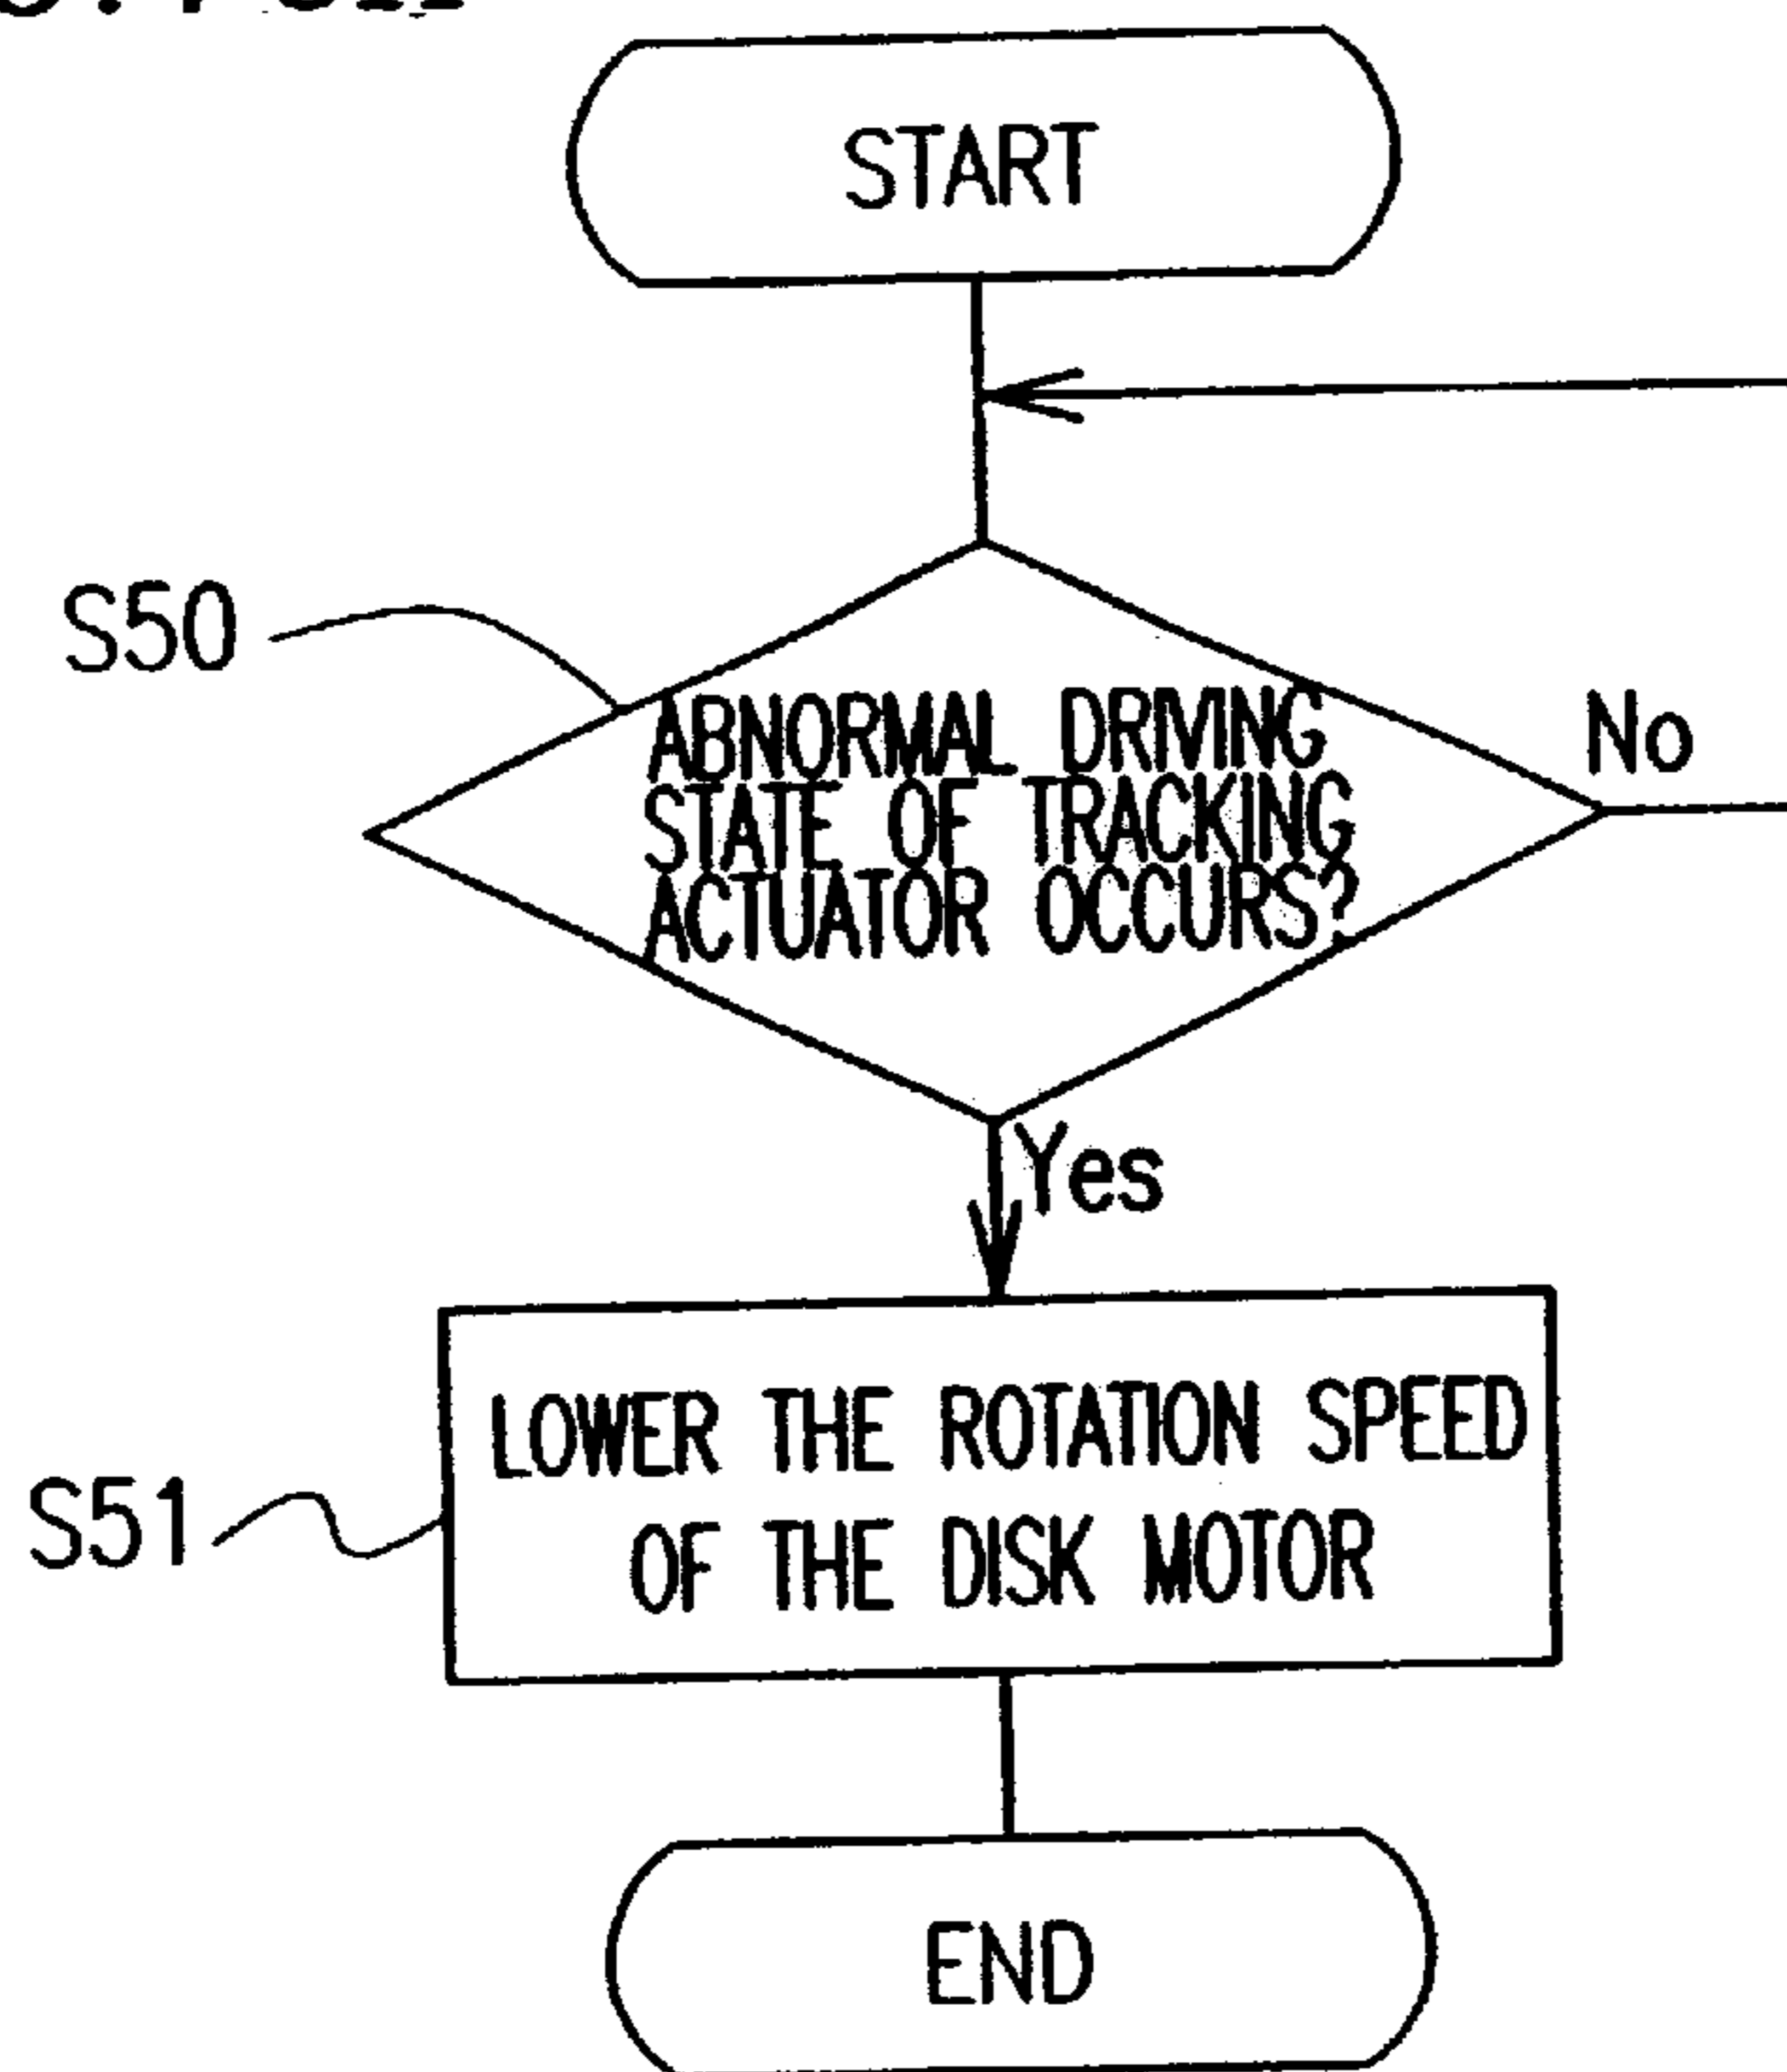 START
S50
ABNORMAL DRIVING
STATE OF TRACKING
ACTUATOR OCCURS?
No
Yes
LOWER THE ROTATION SPEED
OF THE DISK MOTOR
S51
END